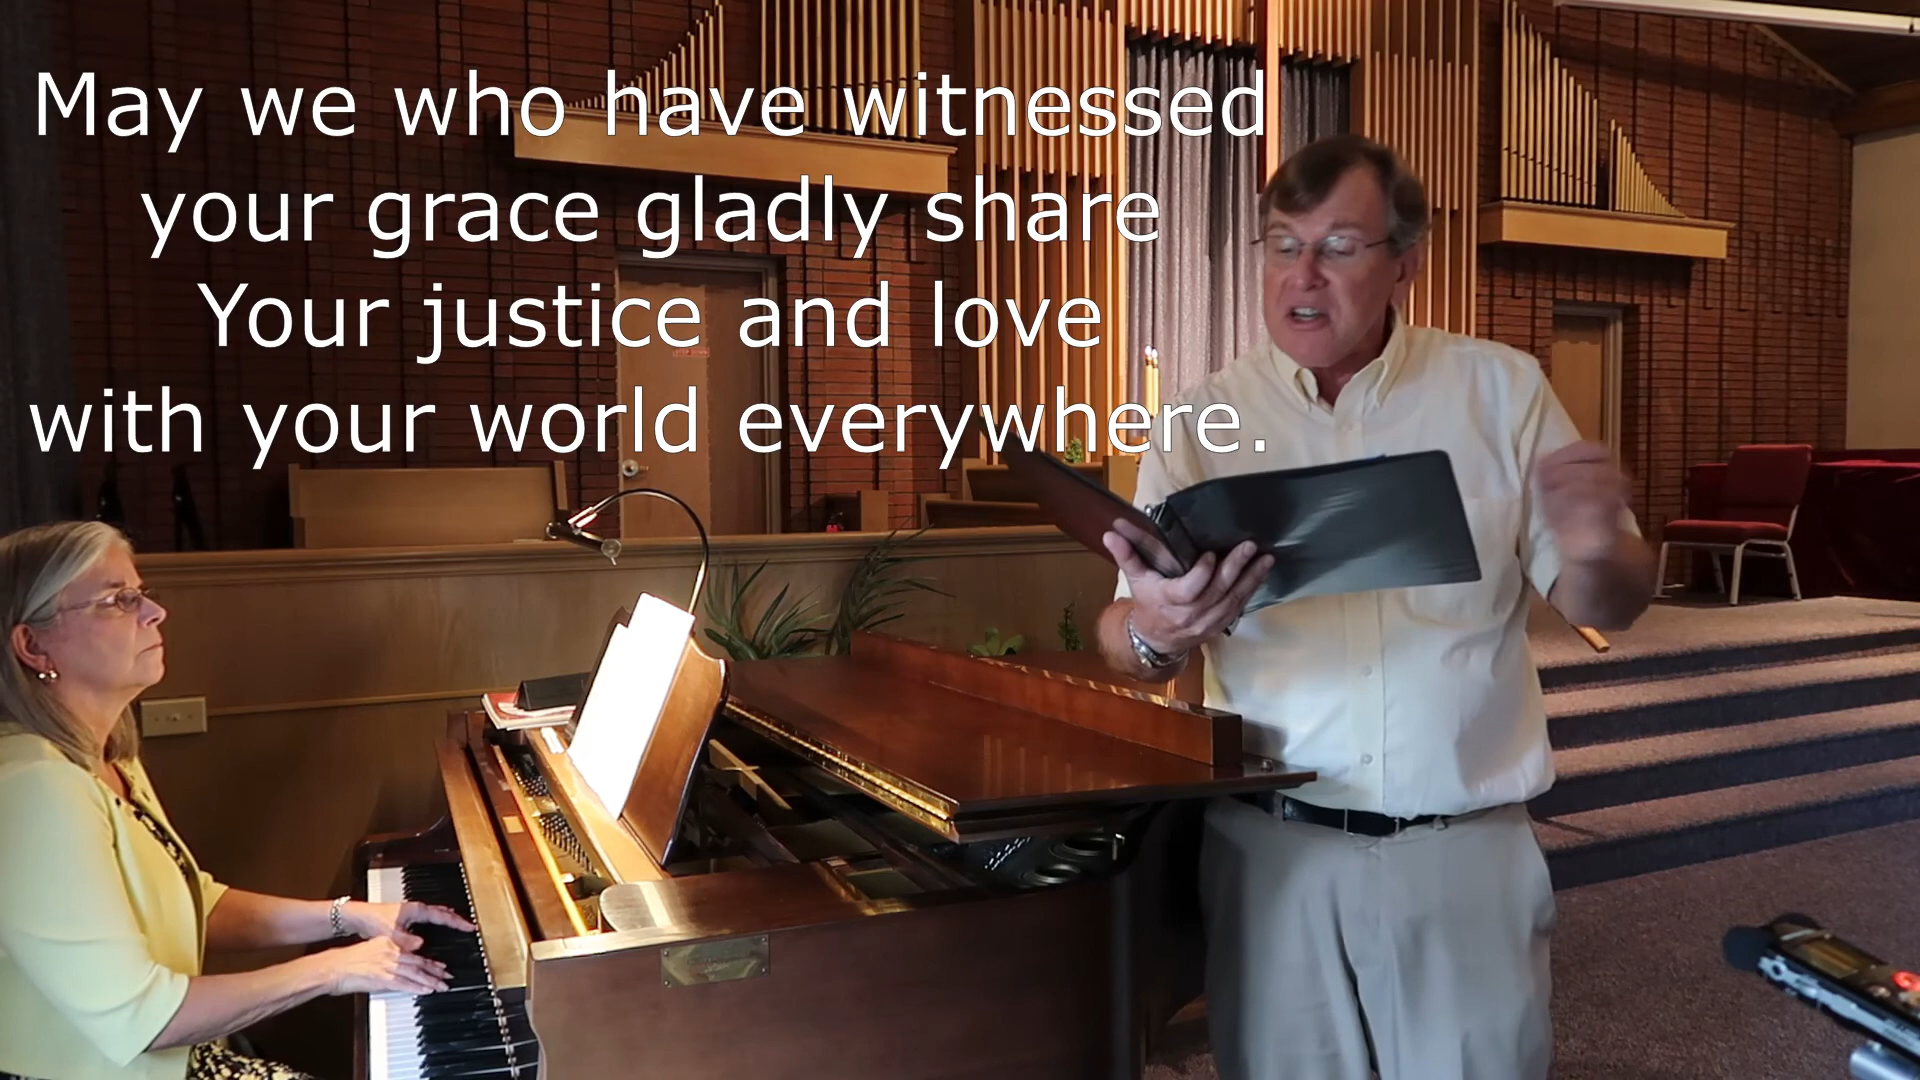 May we who have witnessed
your grace gladly share
Your justice and love
with your world everywhere.